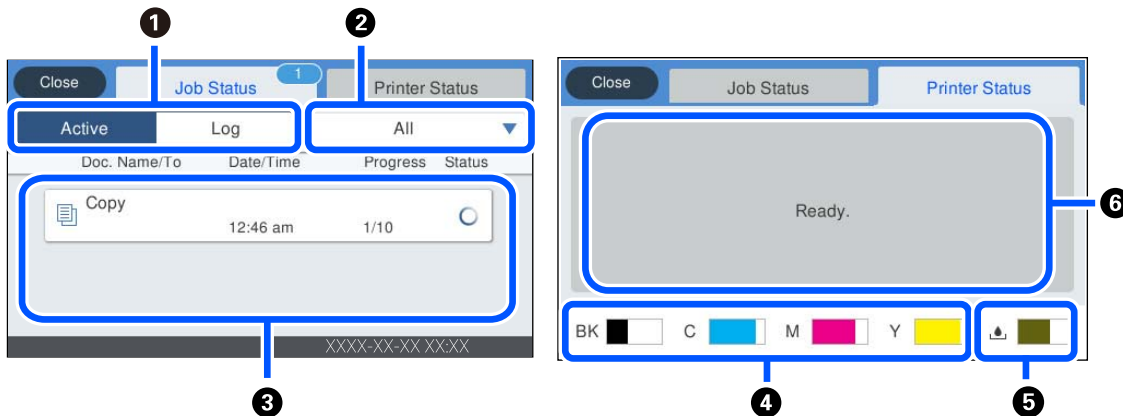 1 2
Close Job Status 1 Printer Status
Active Log All
Doc. Name/To Date/Time Progress Status
Copy
12:46 am 1/10
XXXX-XX-XX XX:XX
3
Close Job Status Printer Status
Ready.
6
BK C M Y
4 5